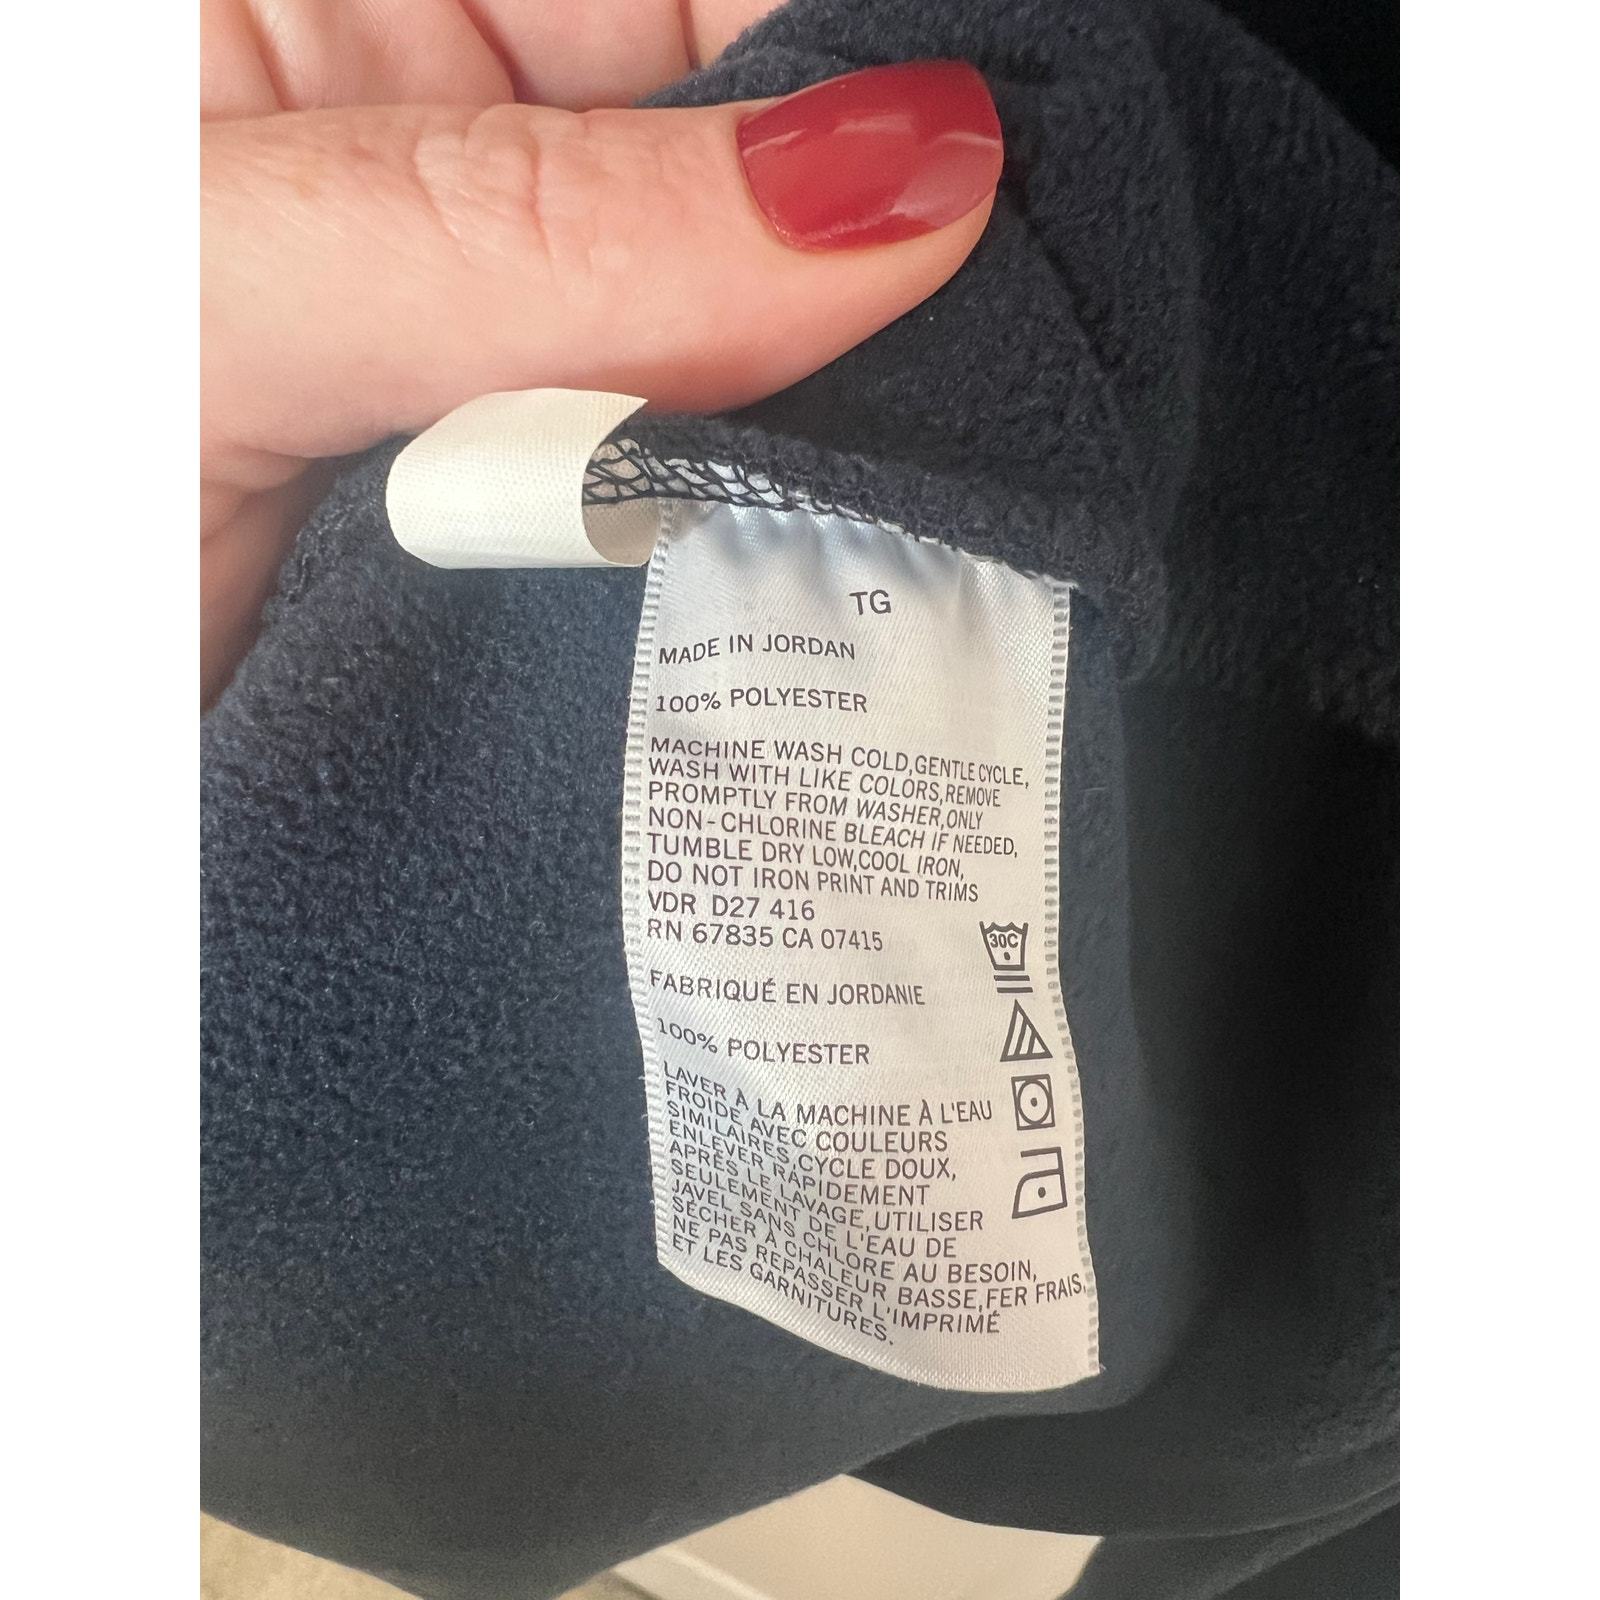 TG
MADE IN JORDAN
100% POLYESTER
MACHINE WASH COLD,GENTLE CYCLE,
WASH WITH LIKE COLORS,REMOVE
PROMPTLY FROM WASHER,ONLY
NON-CHLORINE BLEACH IF NEEDED,
TUMBLE DRY LOW,COOL IRON,
DO NOT IRON PRINT AND TRIMS
VDR D27 416
RN 67835 CA 07415
30C
FABRIQUÉ EN JORDANIE
100% POLYESTER
LAVER À LA MACHINE À L'EAU
FROIDE AVEC COULEURS
SIMILAIRES,CYCLE DOUX,
ENLEVER RAPIDEMENT
APRÈS LE LAVAGE,UTILISER
SEULEMENT DE L'EAU DE
JAVEL SANS CHLORE AU BESOIN,
SÉCHER À CHALEUR BASSE,FER FRAIS,
NE PAS REPASSER L'IMPRIMÉ
ET LES GARNITURES.